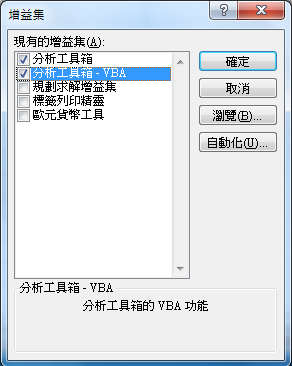 增益集
現有的增益集(A):
分析工具箱
分析工具箱 - VBA
規劃求解增益集
標籤列印精靈
歐元貨幣工具
確定
取消
瀏覽(B)...
自動化(U)...
分析工具箱 - VBA
分析工具箱的 VBA 功能